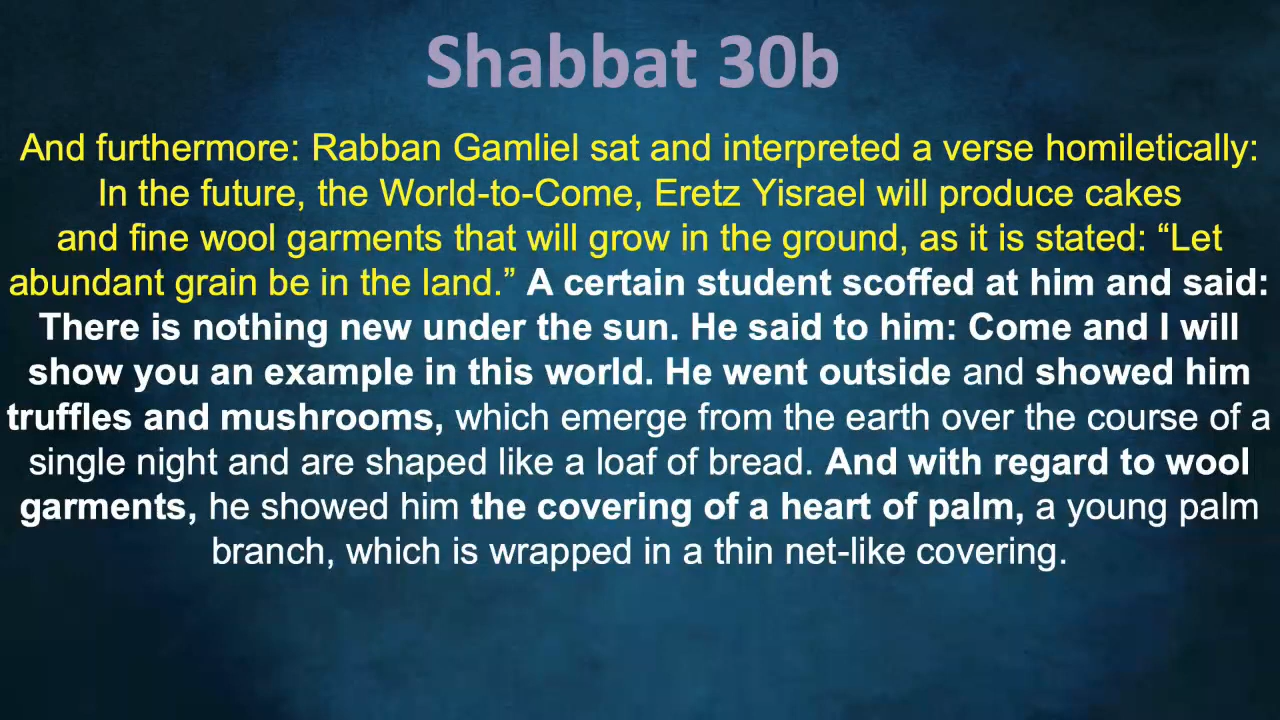 Shabbat 30b
And furthermore: Rabban Gamliel sat and interpreted a verse homiletically:
In the future, the World-to-Come, Eretz Yisrael will produce cakes
and fine wool garments that will grow in the ground, as it is stated: “Let
abundant grain be in the land.” A certain student scoffed at him and said:
There is nothing new under the sun. He said to him: Come and I will
show you an example in this world. He went outside and showed him
truffles and mushrooms, which emerge from the earth over the course of a
single night and are shaped like a loaf of bread. And with regard to wool
garments, he showed him the covering of a heart of palm, a young palm
branch, which is wrapped in a thin net-like covering.